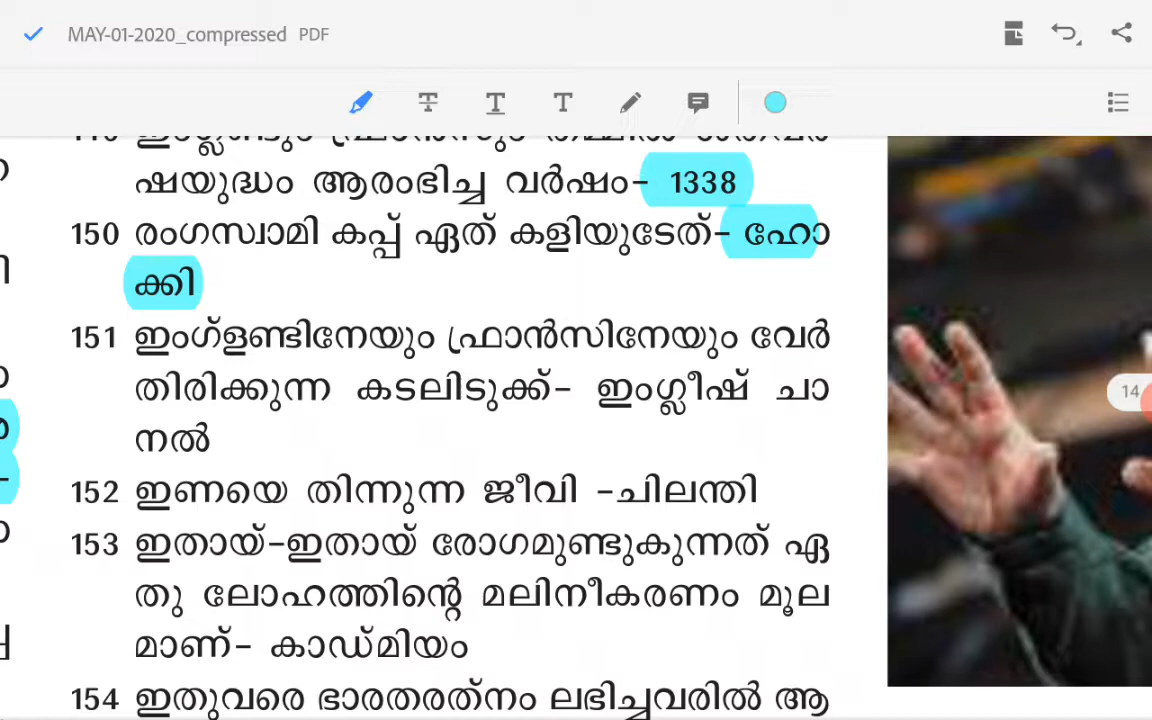 MAY-01-2020_compressed PDF
ഷയുദ്ധം ആരംഭിച്ച വർഷം- 1338
150 രംഗസ്വാമി കപ്പ് ഏത് കളിയുടേത്- ഹോ
ക്കി
151 ഇംഗ്ളണ്ടിനേയും ഫ്രാൻസിനേയും വേർ
തിരിക്കുന്ന കടലിടുക്ക്- ഇംഗ്ലീഷ് ചാ
നൽ
14
152 ഇണയെ തിന്നുന്ന ജീവി -ചിലന്തി
153 ഇതായ്-ഇതായ് രോഗമുണ്ടുകുന്നത് ഏ
തു ലോഹത്തിന്റെ മലിനീകരണം മൂല
മാണ്- കാഡ്മിയം
154 ഇതുവരെ ഭാരതരത്നം ലഭിച്ചവരിൽ ആ